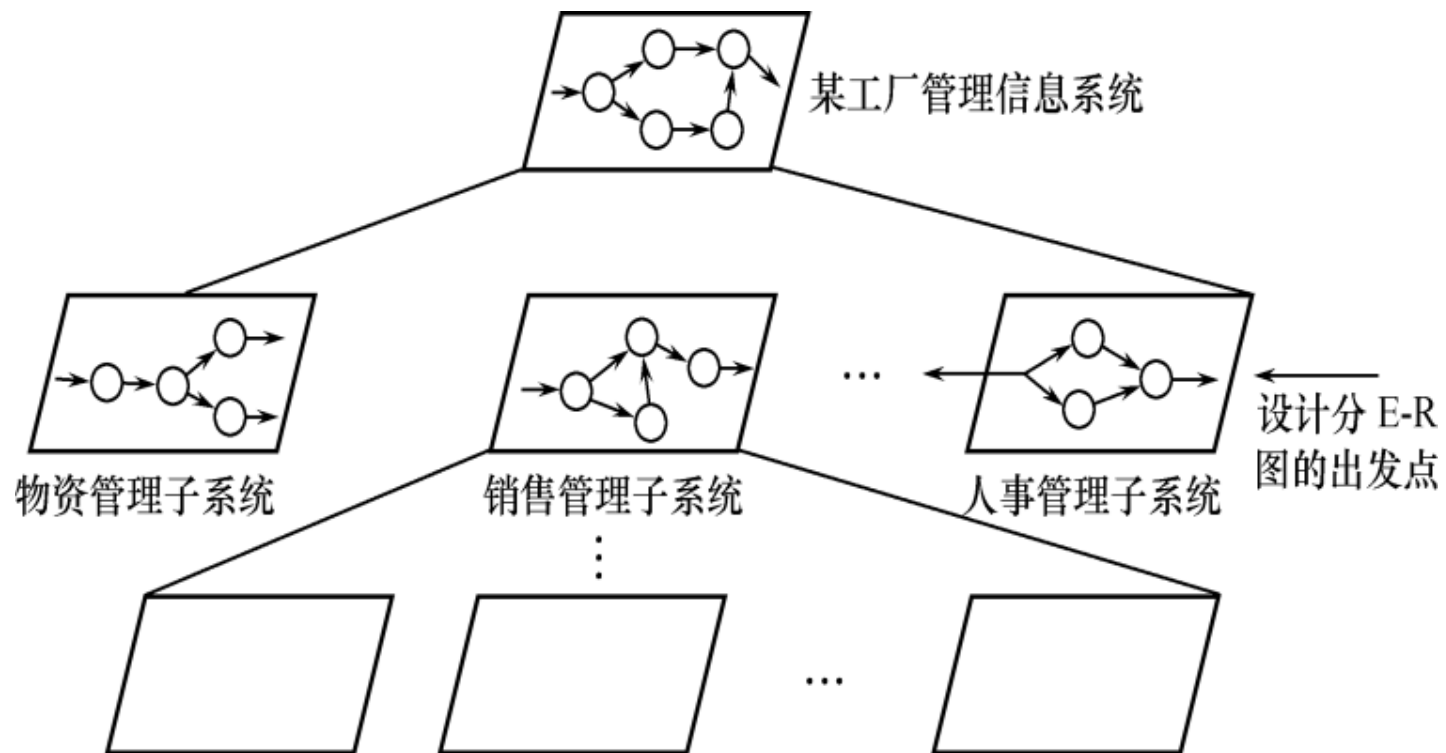 某工厂管理信息系统
…
设计分 E-R
图的出发点
物资管理子系统
销售管理子系统
人事管理子系统
⋮
…